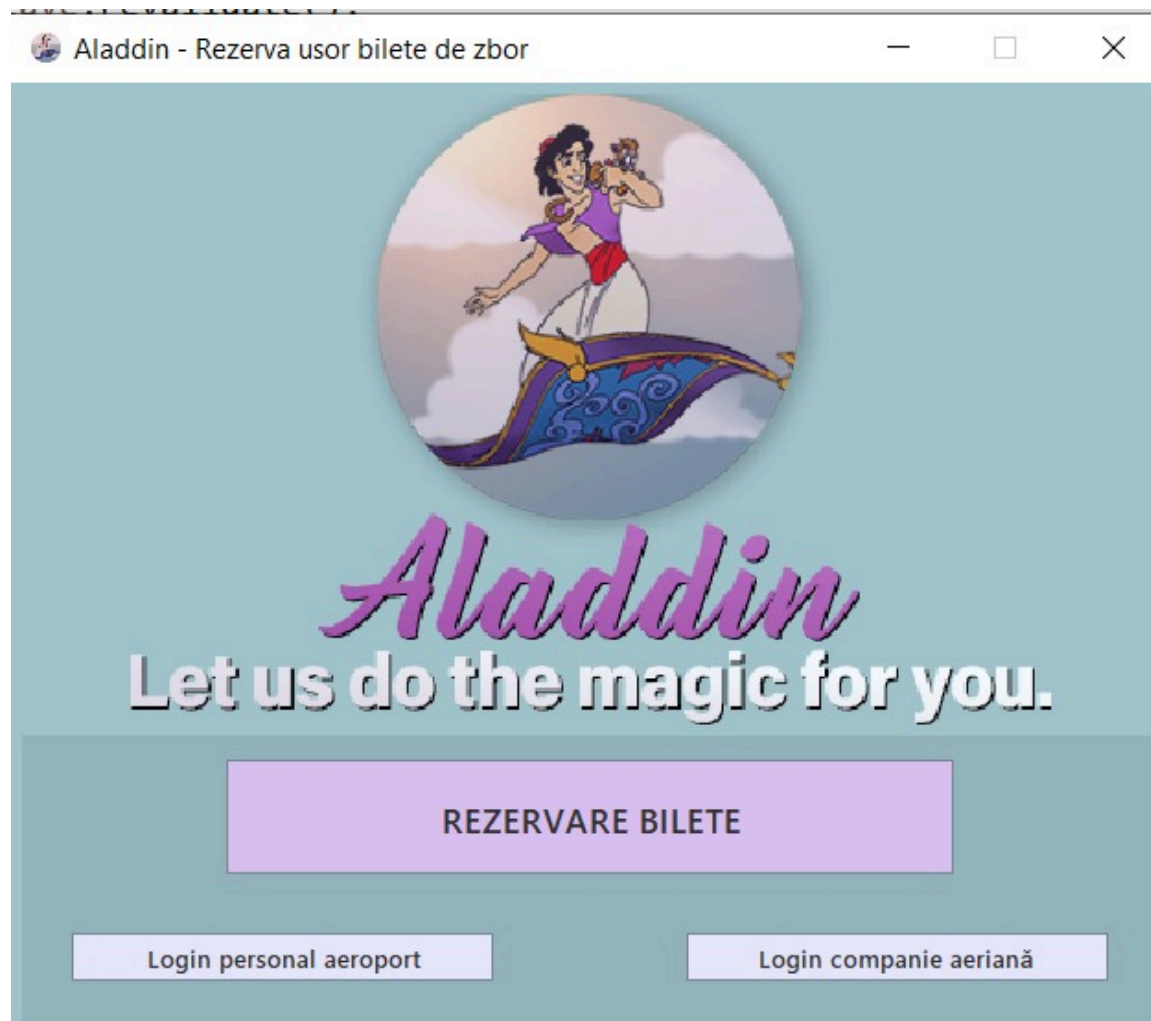 Aladdin - Rezerva usor bilete de zbor
Aladdin
Let us do the magic for you.
REZERVARE BILETE
Login personal aeroport
Login companie aeriană